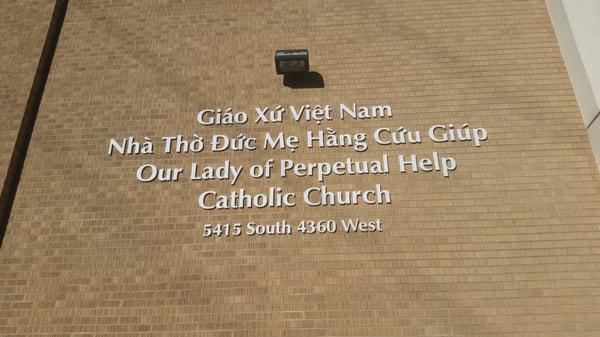 Giáo Xứ Việt Nam
Nhà Thờ Đức Mẹ Hằng Cứu Giúp
Our Lady of Perpetual Help
Catholic Church
5415 South 4360 West